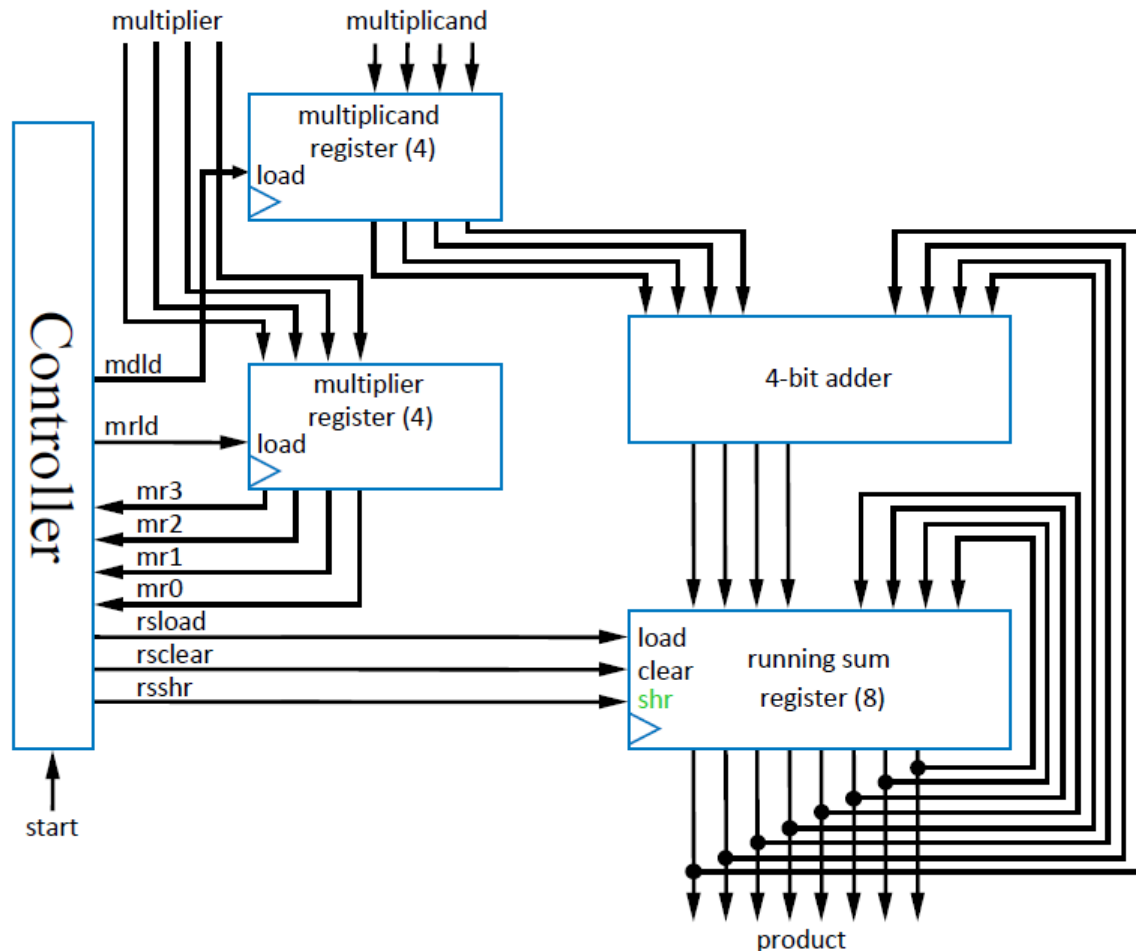 multiplier
multiplicand
multiplicand
register (4)
load
Controller
mdld
mrld
multiplier
register (4)
load
4-bit adder
mr3
mr2
mr1
mr0
rsload
rsclear
rsshr
load
clear
shr
running sum
register (8)
start
product